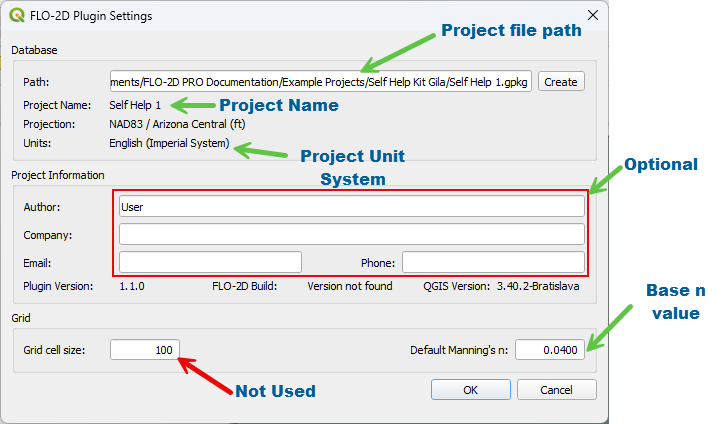 FLO-2D Plugin Settings
Project file path
Database
Path: ments/FLO-2D PRO Documentation/Example Projects/Self Help Kit Gila/Self Help 1.gpkg Create
Project Name: Self Help 1
Project Name
Projection: NAD83 / Arizona Central (ft)
Units: English (Imperial System)
Project Unit
System
Optional
Project Information
Author: User
Company:
Email: Phone:
Plugin Version: 1.1.0 FLO-2D Build: Version not found QGIS Version: 3.40.2-Bratislava
Base n
value
Grid
Grid cell size: 100 Default Manning's n: 0.0400
Not Used
OK Cancel